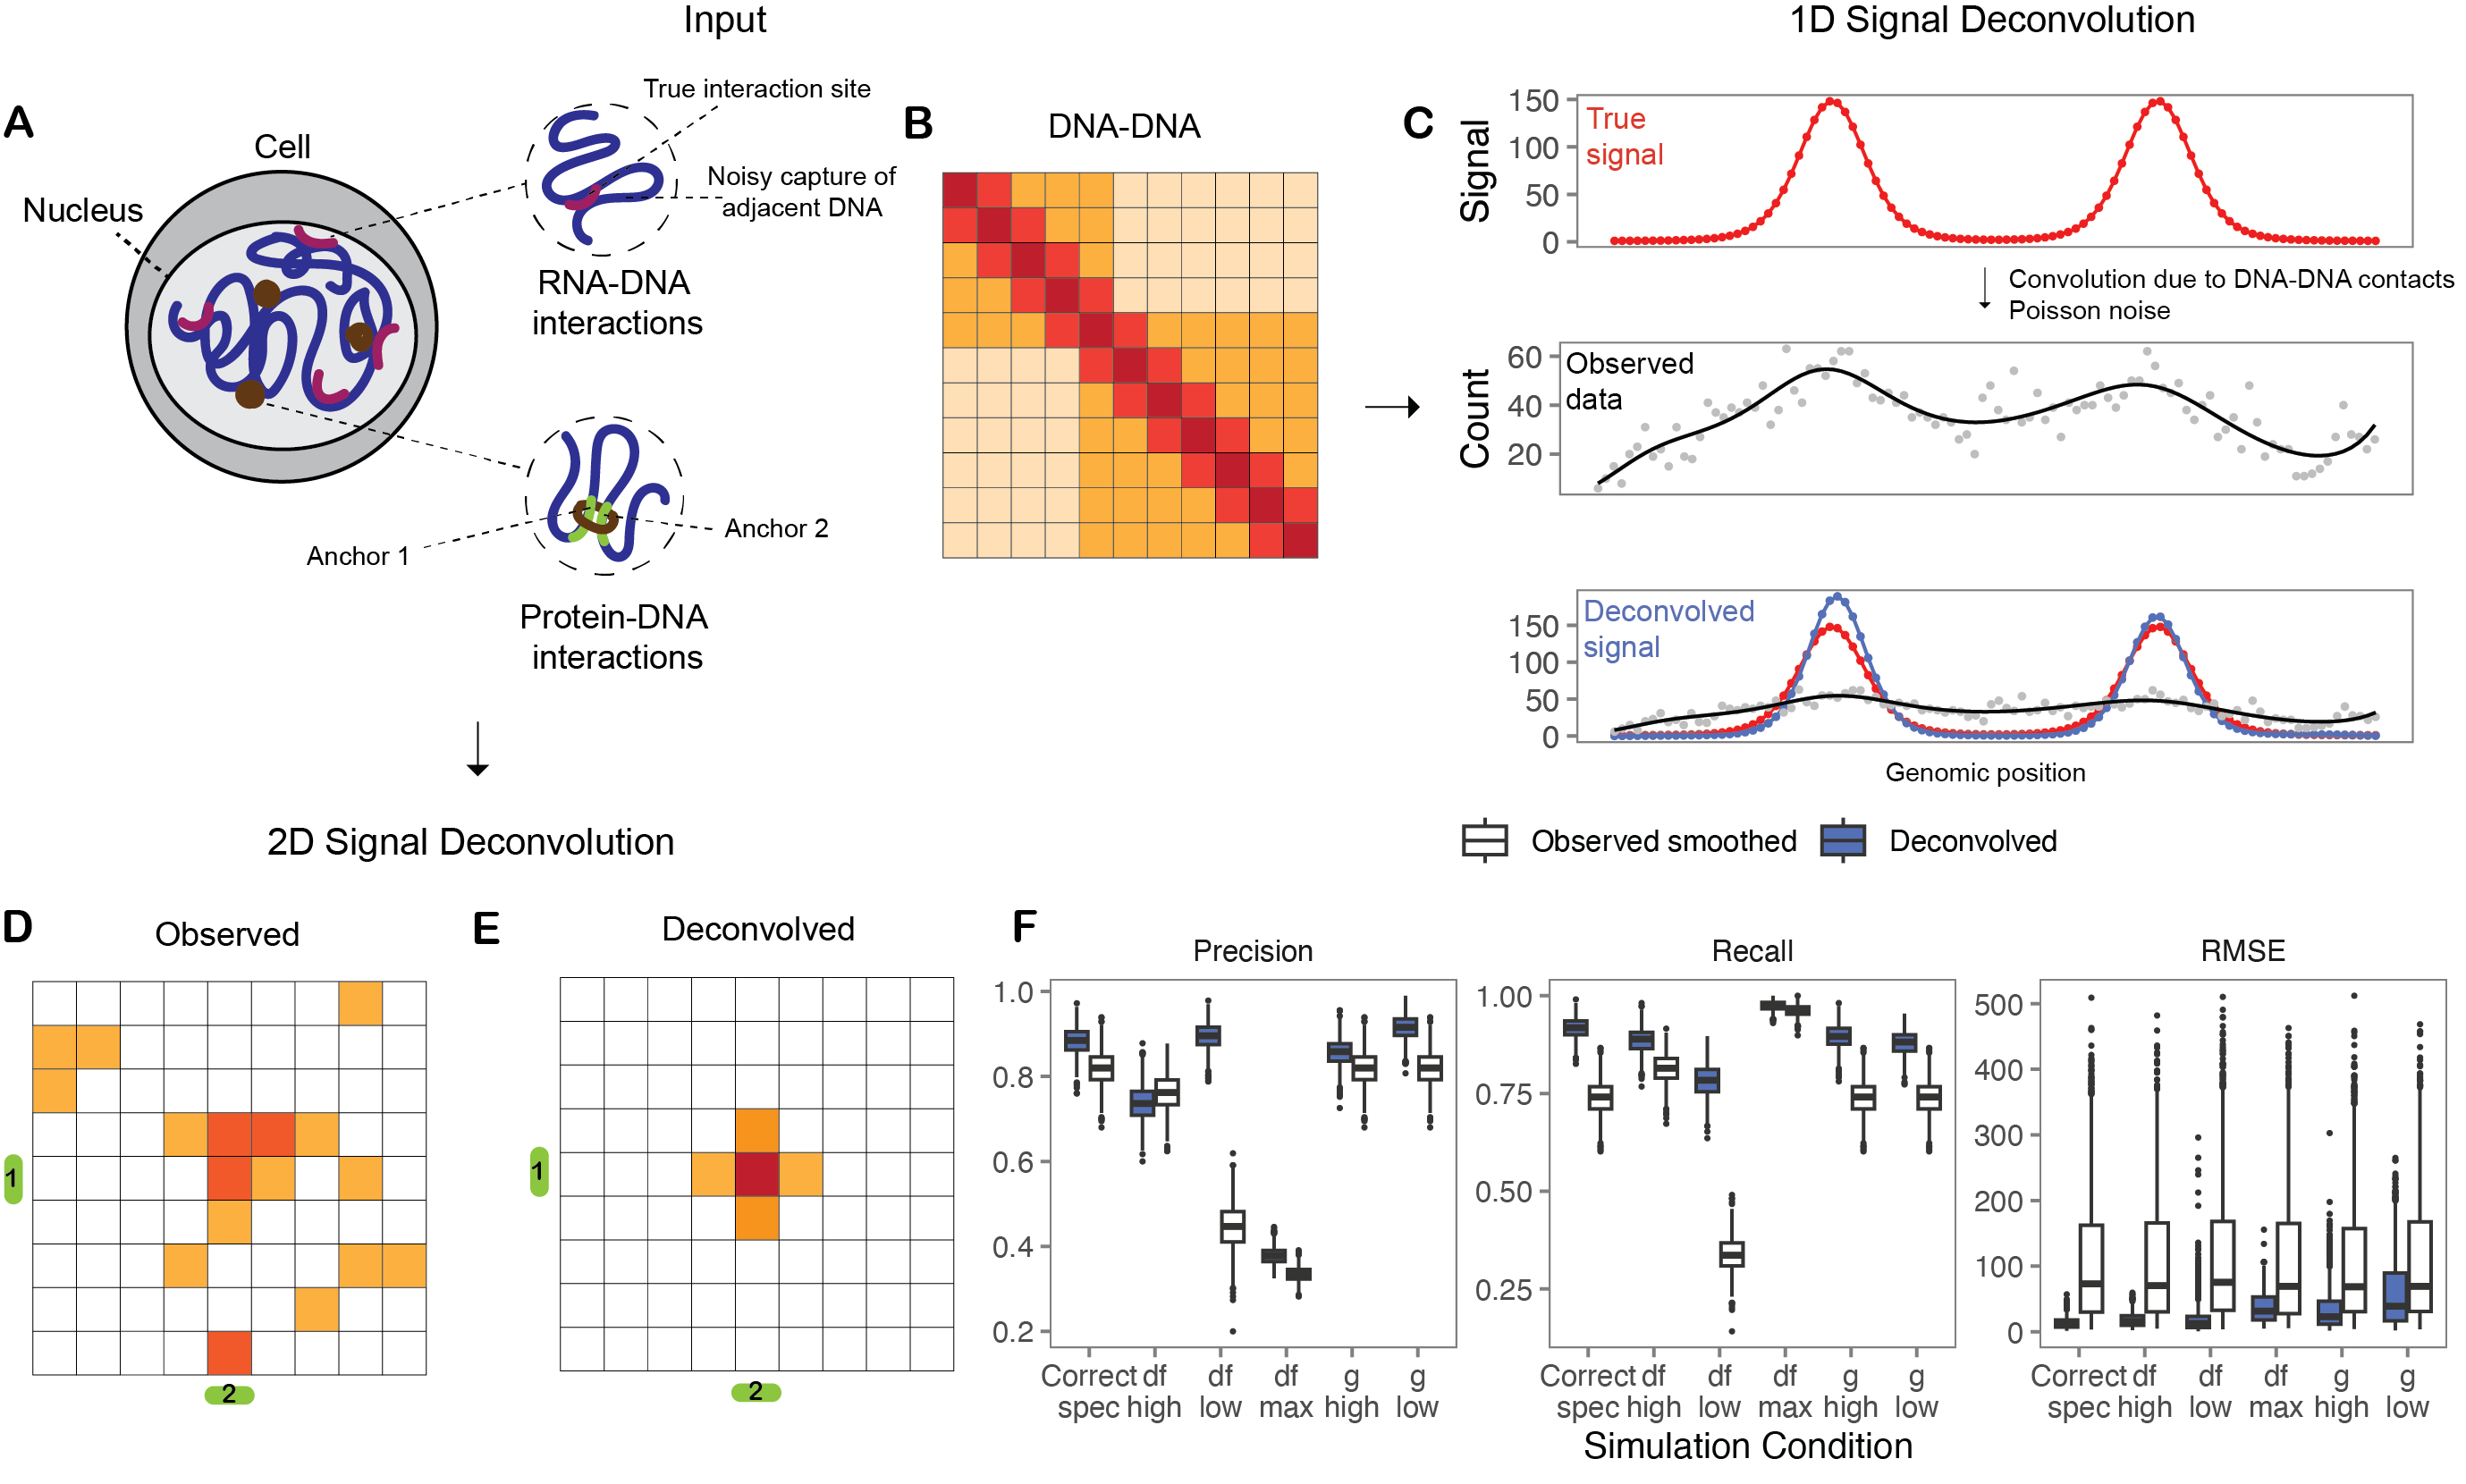 Input
1D Signal Deconvolution
A
Cell
Nucleus
True interaction site
Noisy capture of
adjacent DNA
RNA-DNA
interactions
Anchor 1
Anchor 2
Protein-DNA
interactions
B
DNA-DNA
C
Signal
150
100
50
0
True
signal
Convolution due to DNA-DNA contacts
Poisson noise
Count
60
40
20
Observed
data
150
100
50
0
Deconvolved
signal
Genomic position
Observed smoothed
Deconvolved
2D Signal Deconvolution
D
Observed
1
2
E
Deconvolved
1
2
F
Precision
1.0
0.8
0.6
0.4
0.2
Correct df df df g g
spec high low max high low
Recall
1.00
0.75
0.50
0.25
Correct df df df g g
spec high low max high low
RMSE
500
400
300
200
100
0
Correct df df df g g
spec high low max high low
Simulation Condition